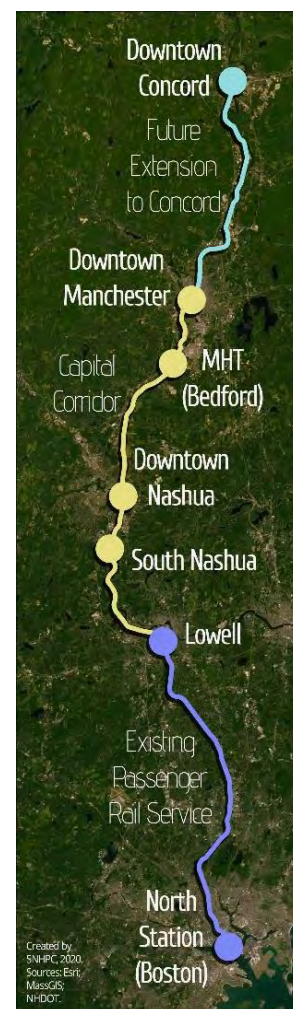 Downtown
Concord
Future
Extension
to Concord
Downtown
Manchester
Capital
Corridor
MHT
(Bedford)
Downtown
Nashua
South Nashua
Lowell
Existing
Passenger
Rail Service
North
Station
(Boston)
Created by
SNHPC, 2020.
Sources: Esri;
MassGIS;
NHDOT.